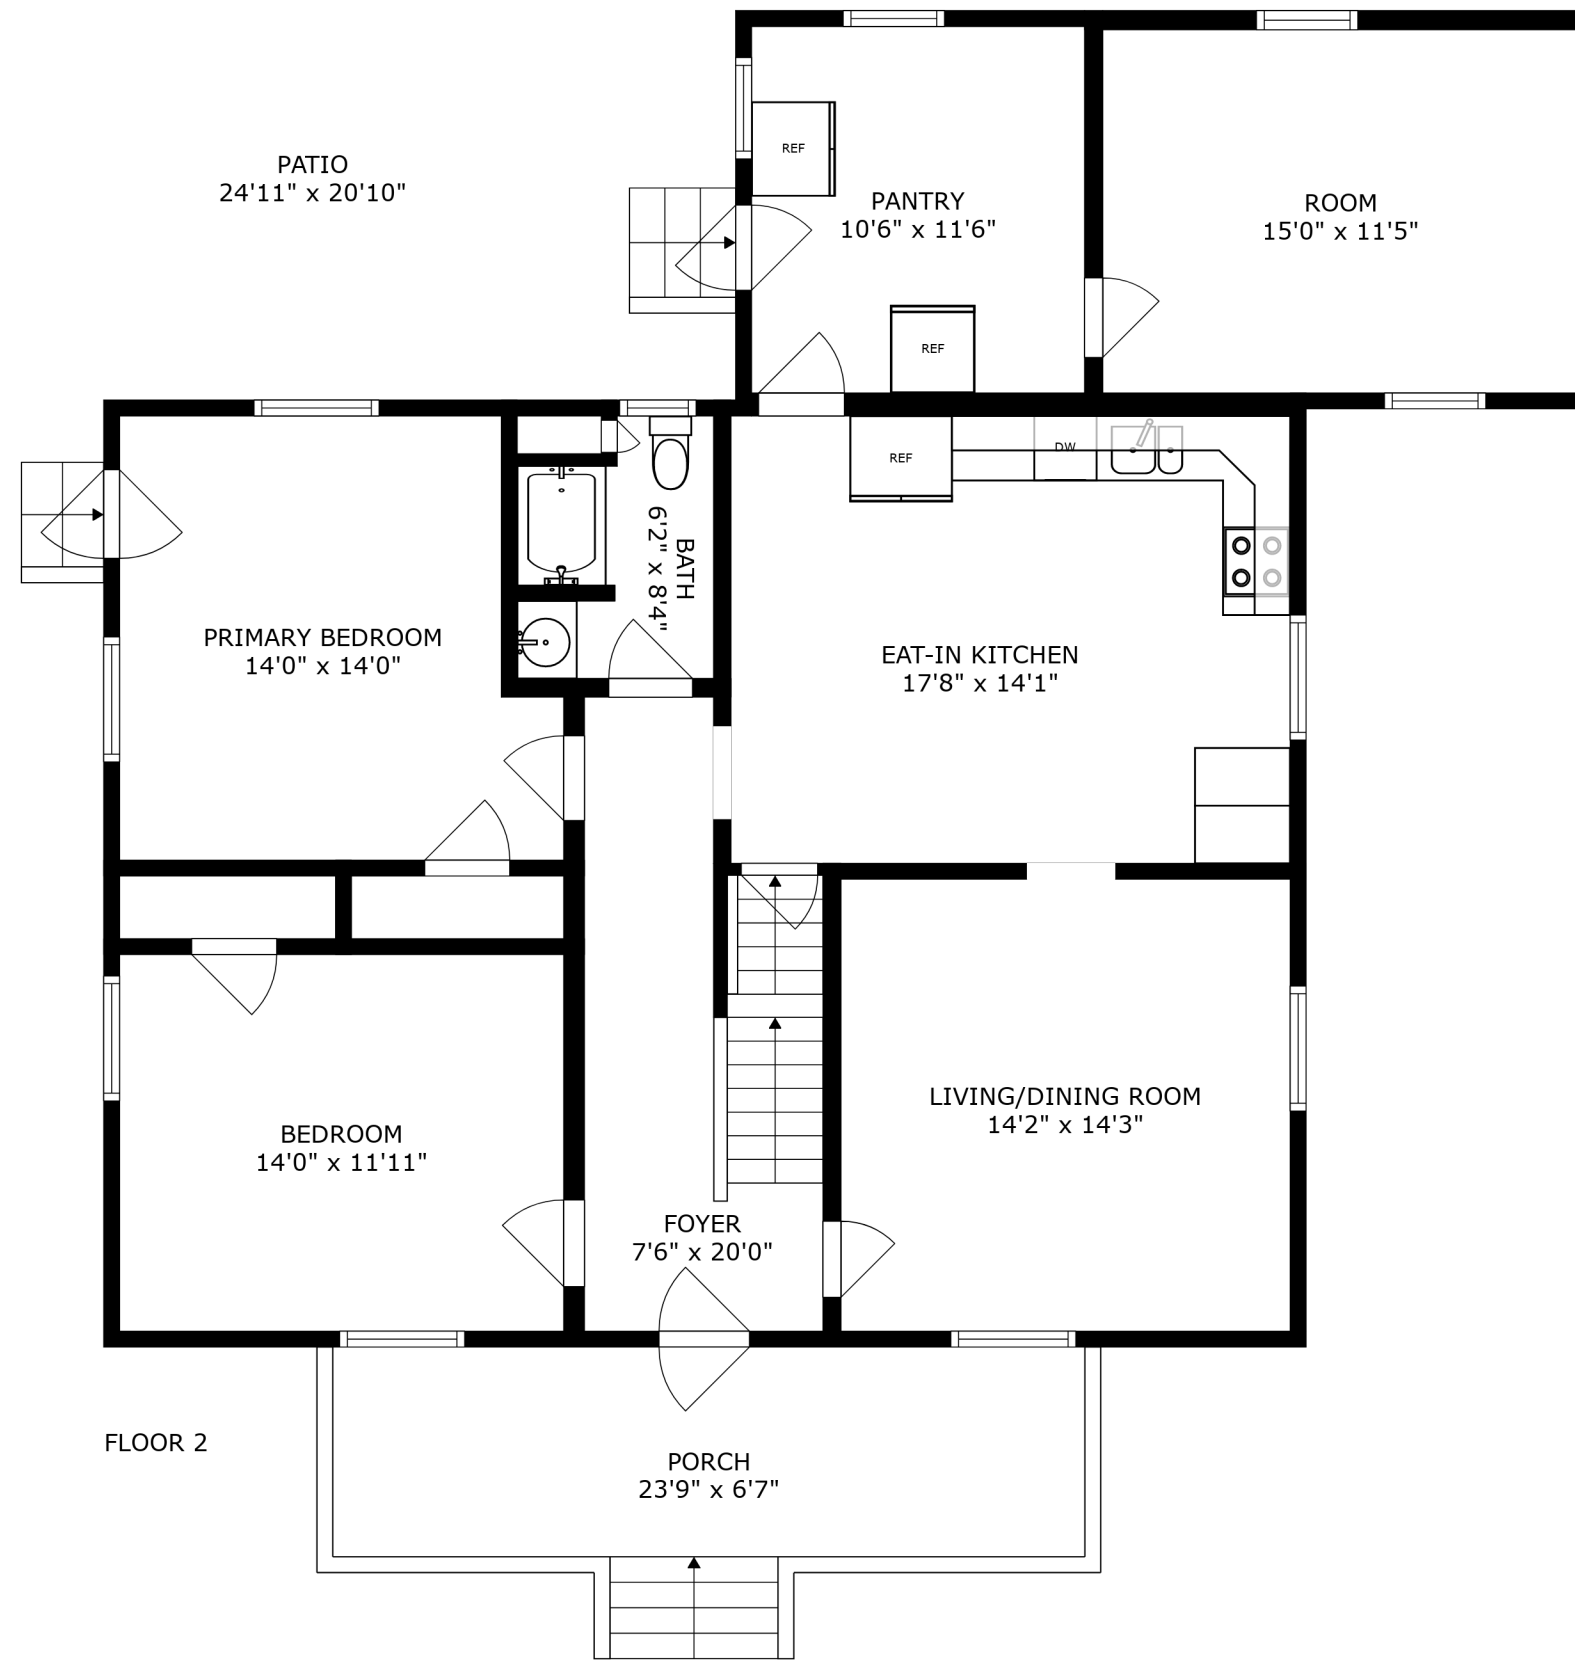 PATIO
24'11" x 20'10"
REF
PANTRY
10'6" x 11'6"
ROOM
15'0" x 11'5"
REF
REF
DW
BATH
6'2" x 8'4"
PRIMARY BEDROOM
14'0" x 14'0"
EAT-IN KITCHEN
17'8" x 14'1"
LIVING/DINING ROOM
14'2" x 14'3"
BEDROOM
14'0" x 11'11"
FOYER
7'6" x 20'0"
FLOOR 2
PORCH
23'9" x 6'7"